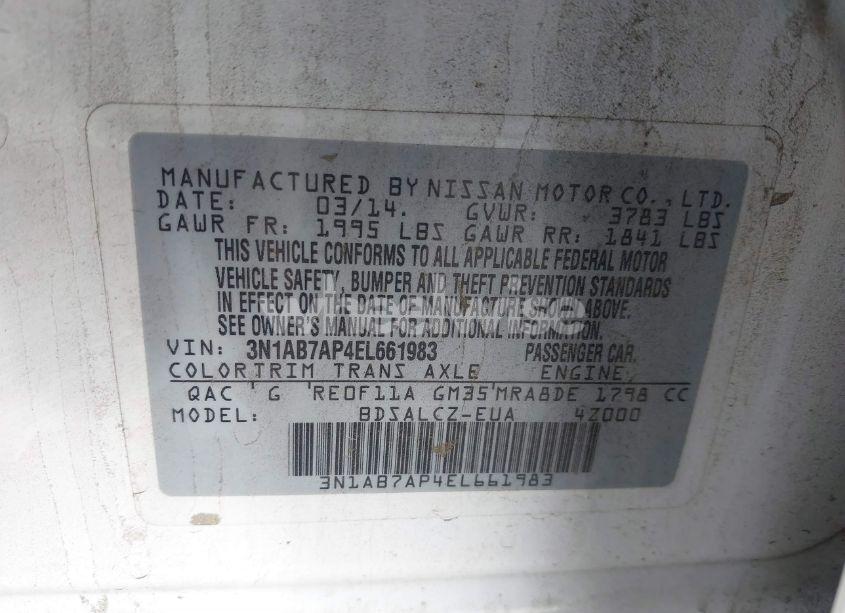 MANUFACTURED BY NISSAN MOTOR CO., LTD.
DATE: 03/14. GVWR: 3783 LBS
GAWR FR: 1995 LBS GAWR RR: 1841 LBS
THIS VEHICLE CONFORMS TO ALL APPLICABLE FEDERAL MOTOR
VEHICLE SAFETY, BUMPER AND THEFT PREVENTION STANDARDS
IN EFFECT ON THE DATE OF MANUFACTURE SHOWN ABOVE.
SEE OWNER'S MANUAL FOR ADDITIONAL INFORMATION.
VIN: 3N1AB7AP4EL661983 PASSENGER CAR.
COLOR TRIM TRANS AXLE ENGINE
QAC ' G 'RE0F11A GM35'MRA8DE 1798 CC
MODEL: BDSALCZ-EUA 4Z000
3N1AB7AP4EL661983